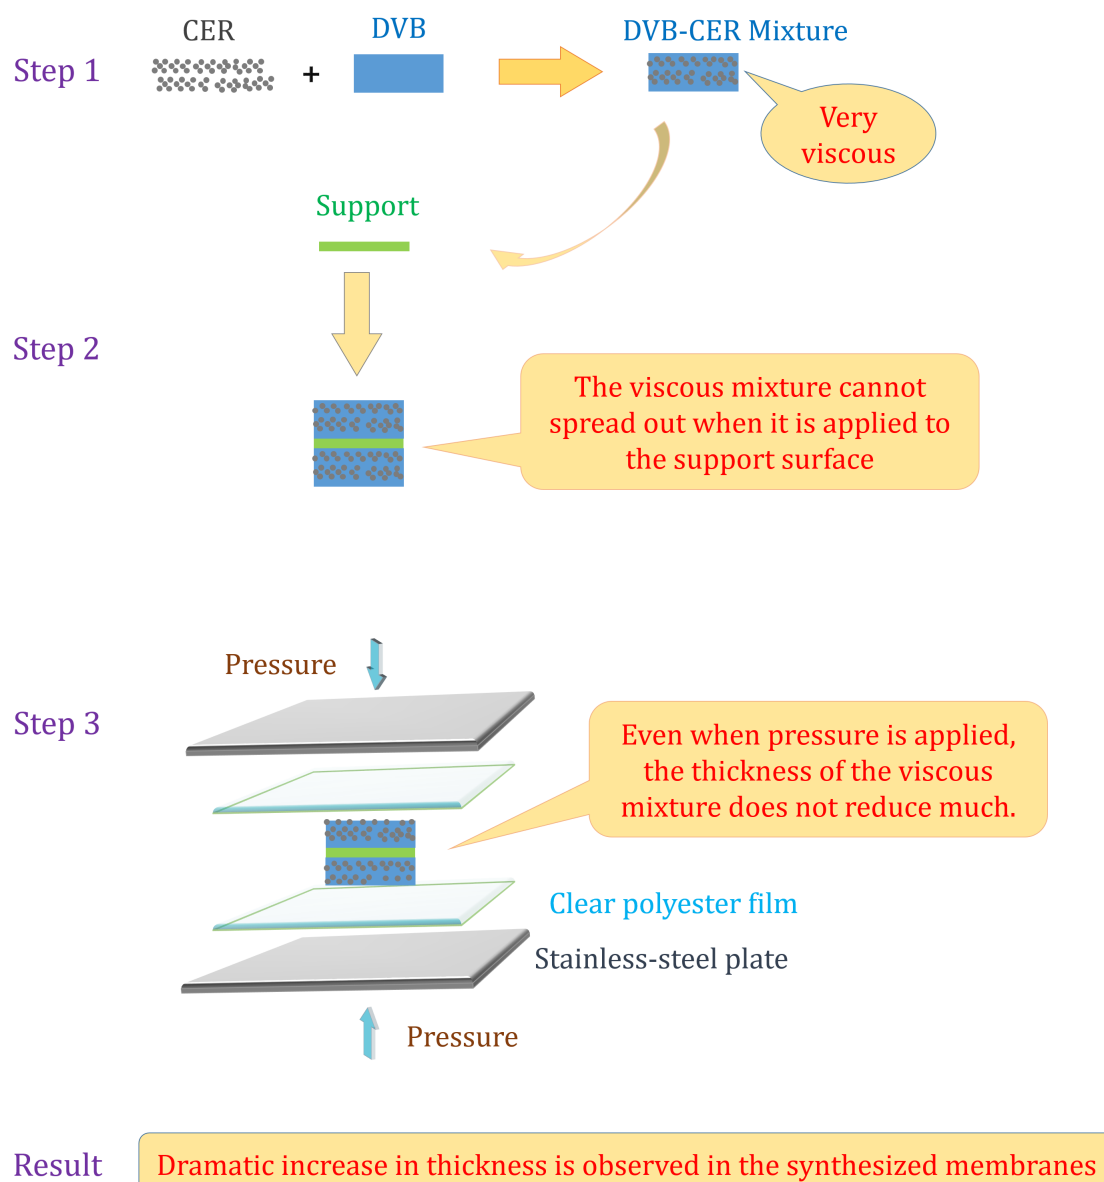 CER
DVB
DVB-CER Mixture
Step 1
+
Very
viscous
Support
Step 2
The viscous mixture cannot
spread out when it is applied to
the support surface
Pressure
Step 3
Even when pressure is applied,
the thickness of the viscous
mixture does not reduce much.
Clear polyester film
Stainless-steel plate
Pressure
Result
Dramatic increase in thickness is observed in the synthesized membranes